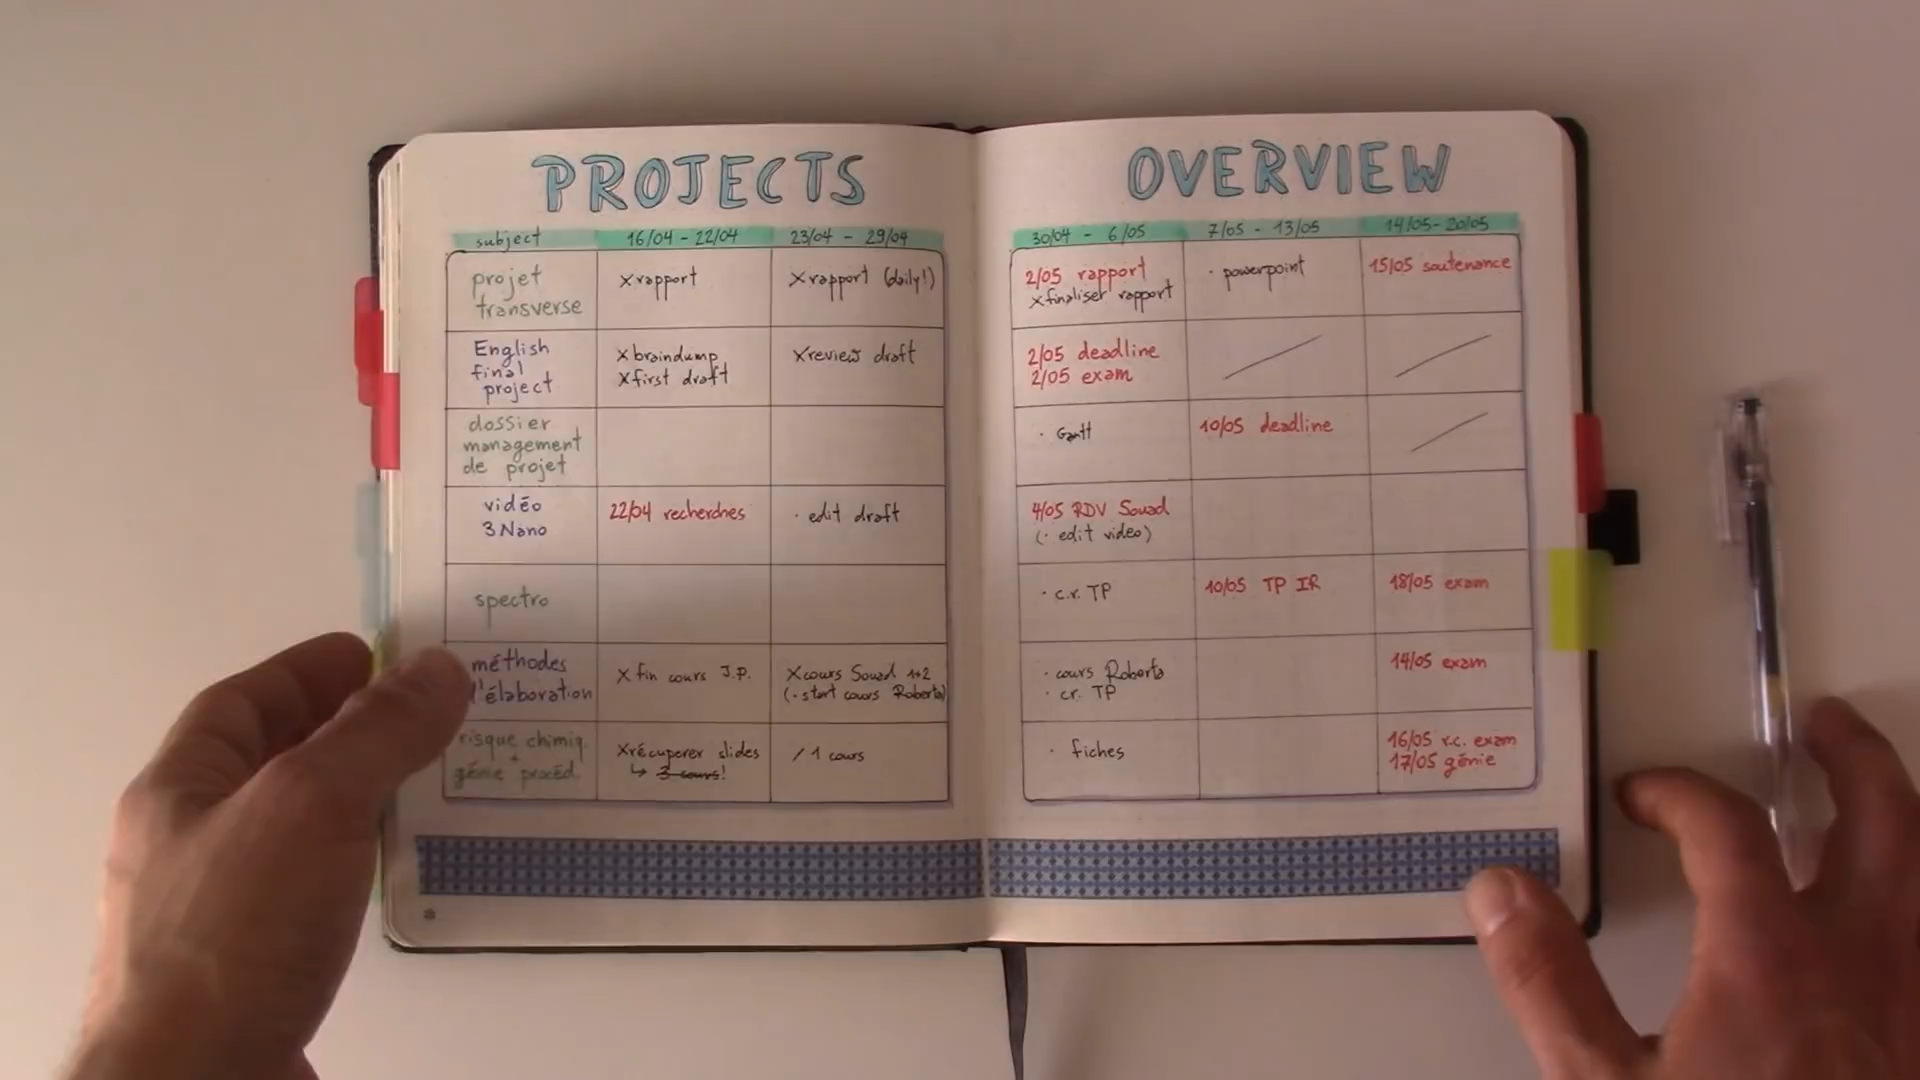 PROJECTS
OVERVIEW
subject
16/04 - 22/04
23/04 - 29/04
30/04 - 6/05
7/05 - 13/05
14/05 - 20/05
projet
transverse
x rapport
x rapport (daily!)
2/05 rapport
x finaliser rapport
· powerpoint
15/05 soutenance
English
final
project
x braindump
x first draft
x review draft
2/05 deadline
2/05 exam
dossier
management
de projet
· Gantt
10/05 deadline
vidéo
3 Nano
22/04 recherches
· edit draft
4/05 RDV Souad
(· edit video)
spectro
· c.r. TP
10/05 TP IR
18/05 exam
méthodes
l'élaboration
x fin cours J.P.
x cours Souad 1+2
(· start cours Roberta)
· cours Roberta
· cr. TP
14/05 exam
risque chimiq.
+
génie procéd.
x récuperer slides
↳ 3 cours!
/ 1 cours
· fiches
16/05 r.c. exam
17/05 génie
8